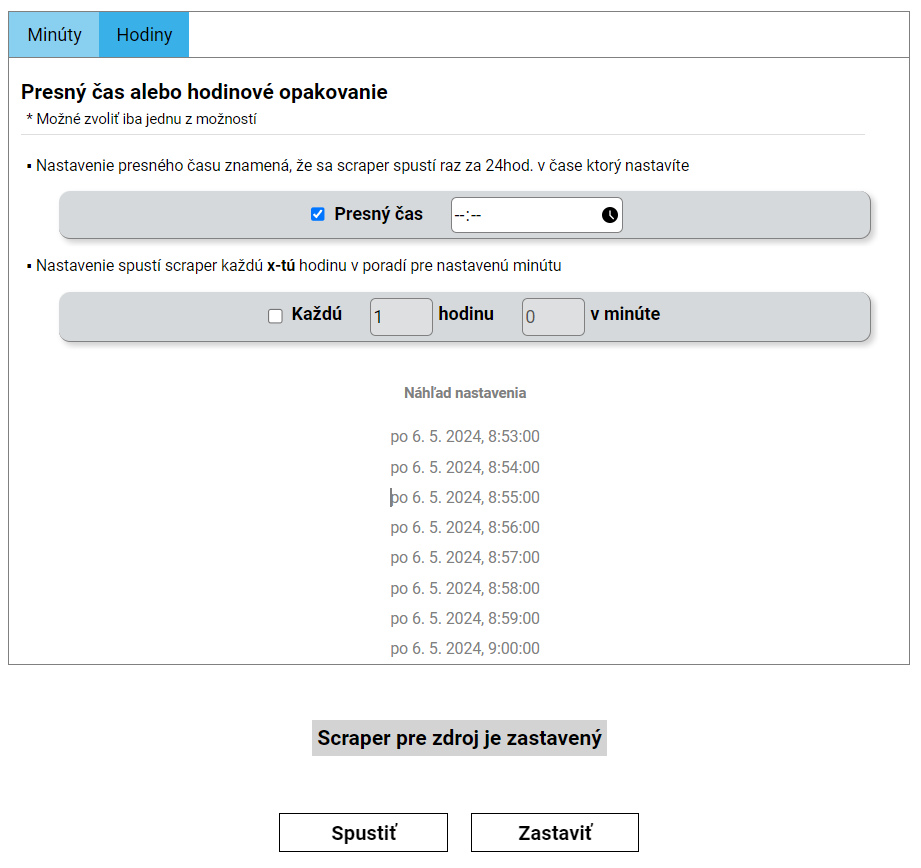 Minúty Hodiny
Presný čas alebo hodinové opakovanie
* Možné zvoliť iba jednu z možností
▪ Nastavenie presného času znamená, že sa scraper spustí raz za 24hod. v čase ktorý nastavíte
Presný čas --:--
▪ Nastavenie spustí scraper každú x-tú hodinu v poradí pre nastavenú minútu
Každú 1 hodinu 0 v minúte
Náhľad nastavenia
po 6. 5. 2024, 8:53:00
po 6. 5. 2024, 8:54:00
po 6. 5. 2024, 8:55:00
po 6. 5. 2024, 8:56:00
po 6. 5. 2024, 8:57:00
po 6. 5. 2024, 8:58:00
po 6. 5. 2024, 8:59:00
po 6. 5. 2024, 9:00:00
Scraper pre zdroj je zastavený
Spustiť Zastaviť